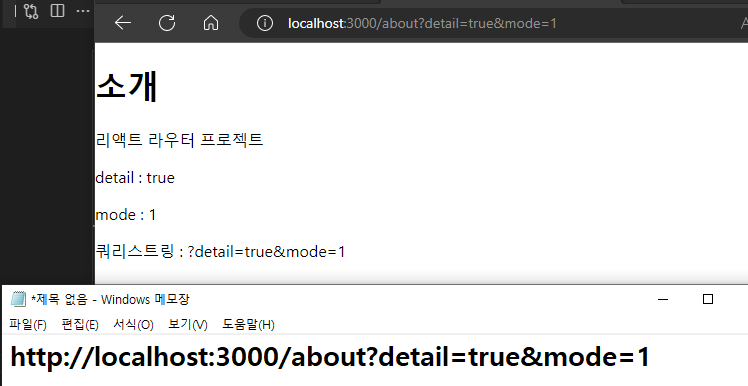 localhost:3000/about?detail=true&mode=1
소개
리액트 라우터 프로젝트
detail : true
mode : 1
쿼리스트링 : ?detail=true&mode=1
*제목 없음 - Windows 메모장
파일(F) 편집(E) 서식(O) 보기(V) 도움말(H)
http://localhost:3000/about?detail=true&mode=1